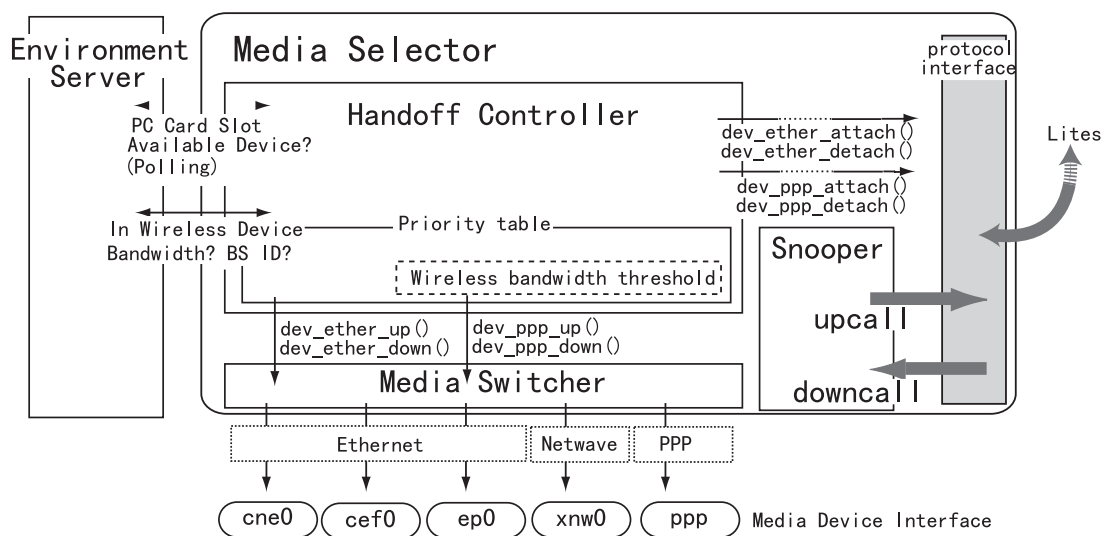 Environment
Server
Media Selector
protocol
interface
Handoff Controller
PC Card Slot
Available Device?
(Polling)
dev_ether_attach()
dev_ether_detach()
Lites
dev_ppp_attach()
dev_ppp_detach()
In Wireless Device
Bandwidth? BS ID?
Priority table
Wireless bandwidth threshold
Snooper
upcall
downcall
dev_ether_up()
dev_ether_down()
dev_ppp_up()
dev_ppp_down()
Media Switcher
Ethernet
Netwave
PPP
cne0
cef0
ep0
xnw0
ppp
Media Device Interface